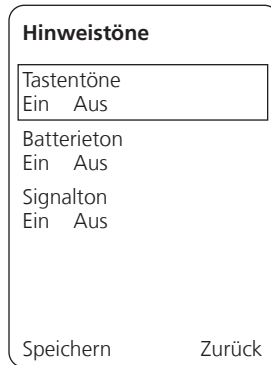 Hinweistöne
Tastentöne
Ein Aus
Batterieton
Ein Aus
Signalton
Ein Aus
Speichern Zurück